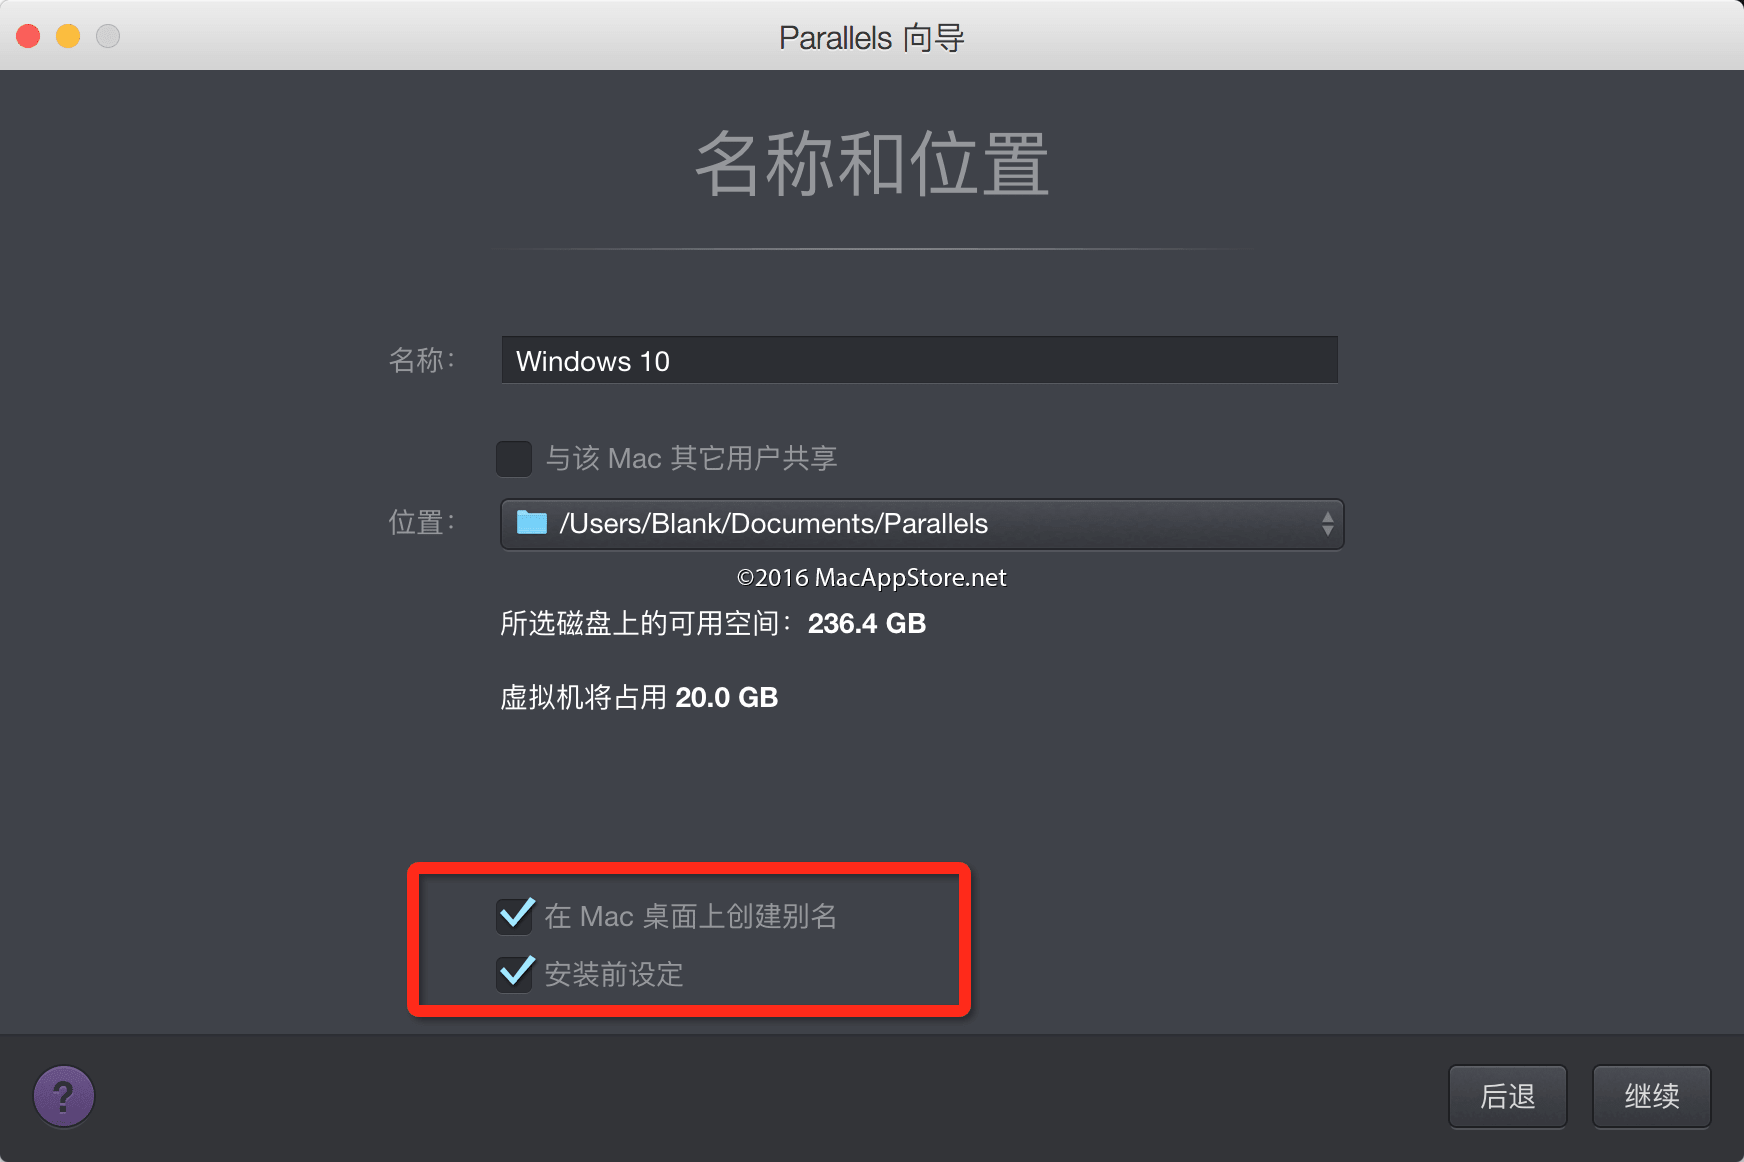 Parallels 向导
名称和位置
名称：
Windows 10
与该 Mac 其它用户共享
位置：
/Users/Blank/Documents/Parallels
©2016 MacAppStore.net
所选磁盘上的可用空间：236.4 GB
虚拟机将占用 20.0 GB
在 Mac 桌面上创建别名
安装前设定
?
后退
继续